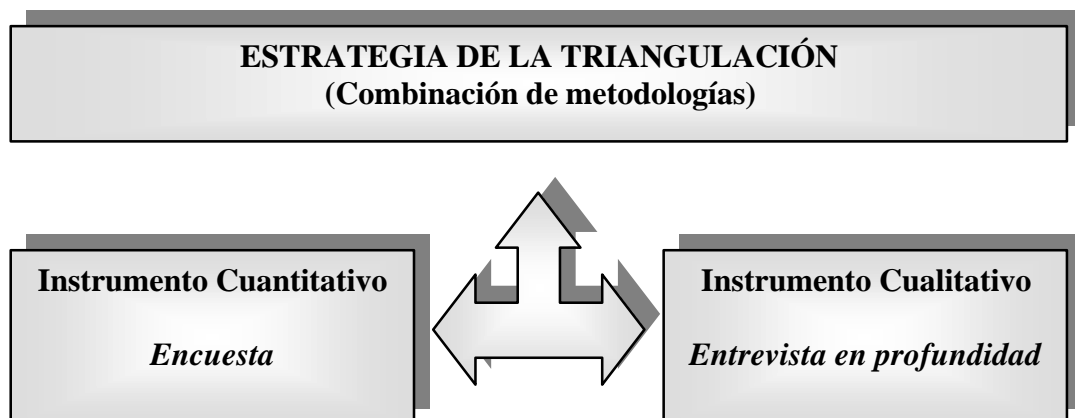 ESTRATEGIA DE LA TRIANGULACIÓN
(Combinación de metodologías)
Instrumento Cuantitativo
Encuesta
Instrumento Cualitativo
Entrevista en profundidad